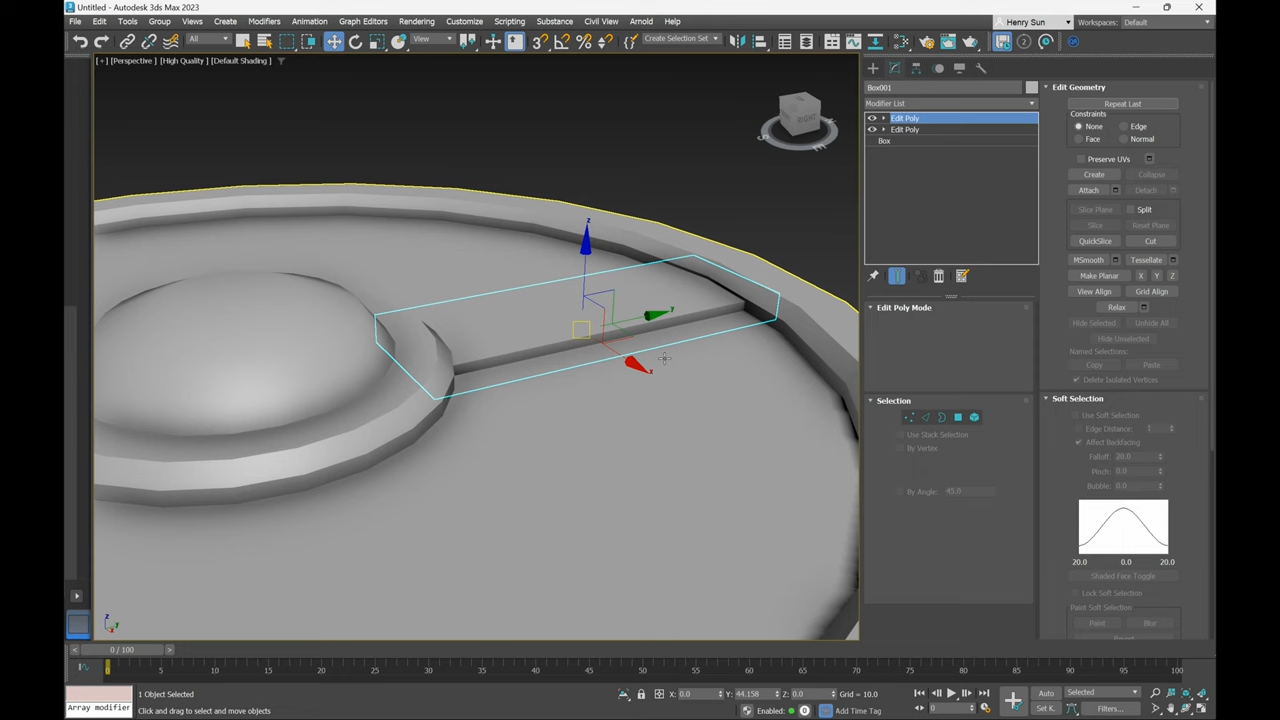 Untitled - Autodesk 3ds Max 2023
File Edit Tools Group Views Create Modifiers Animation Graph Editors Rendering Customize Scripting Substance Civil View Arnold Help
Henry Sun Workspaces: Default
All View Create Selection Set
[+] [Perspective] [High Quality] [Default Shading]
RIGHT
z
y
x
z
y
x
Box001
Modifier List
Edit Poly
Edit Poly
Box
Edit Poly Mode
Selection
Use Stack Selection
By Vertex
By Angle: 45.0
Edit Geometry
Repeat Last
Constraints
None Edge
Face Normal
Preserve UVs
Create Collapse
Attach Detach
Slice Plane Split
Slice Reset Plane
QuickSlice Cut
MSmooth Tessellate
Make Planar X Y Z
View Align Grid Align
Relax
Hide Selected Unhide All
Hide Unselected
Named Selections:
Copy Paste
Delete Isolated Vertices
Soft Selection
Use Soft Selection
Edge Distance: 1
Affect Backfacing
Falloff: 20.0
Pinch: 0.0
Bubble: 0.0
20.0 0.0 20.0
Shaded Face Toggle
Lock Soft Selection
Paint Soft Selection
Paint Blur
0 / 100
0 5 10 15 20 25 30 35 40 45 50 55 60 65 70 75 80 85 90 95 100
1 Object Selected X: 0.0 Y: 44.158 Z: 0.0 Grid = 10.0 Auto Selected
Array modifier Click and drag to select and move objects Enabled: Add Time Tag 0 Set K. Filters...